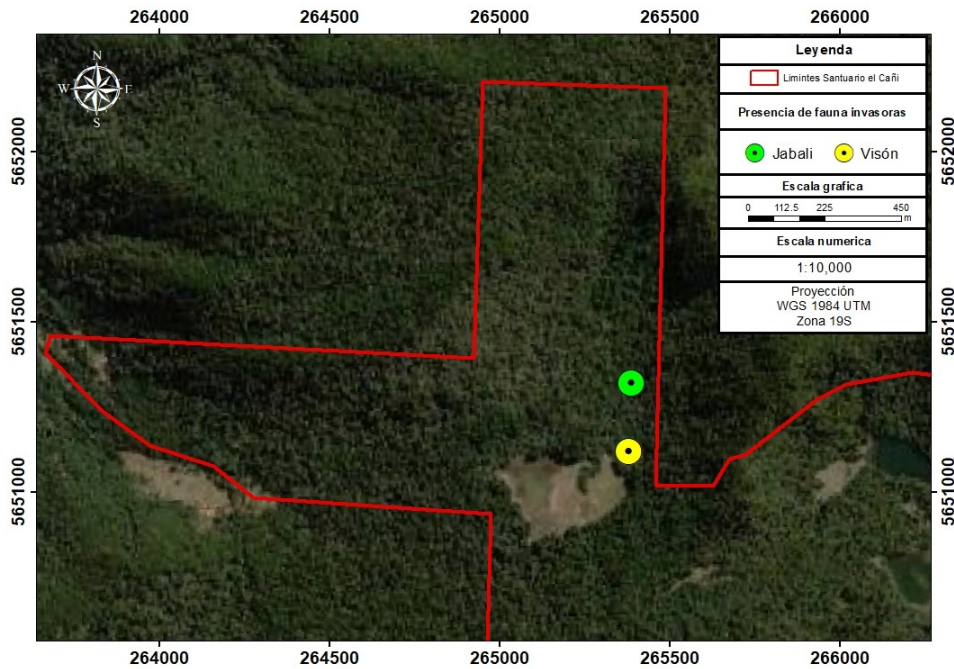 264000 264500 265000 265500 266000
N
W E
S
Leyenda
Limintes Santuario el Cañi
Presencia de fauna invasoras
Jabali Visón
Escala grafica
0 112.5 225 450
m
Escala numerica
1:10,000
Proyección
WGS 1984 UTM
Zona 19S
5652000 5652000
5651500 5651500
5651000 5651000
264000 264500 265000 265500 266000